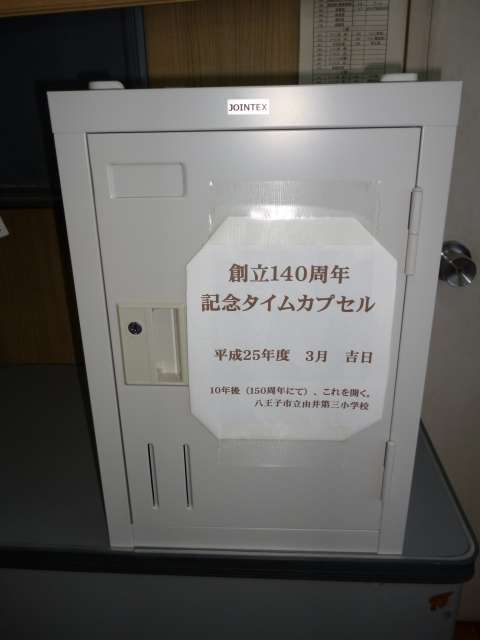 JOINTEX
創立140周年
記念タイムカプセル
平成25年度　3月　吉日
10年後（150周年にて）、これを開く。
八王子市立由井第三小学校